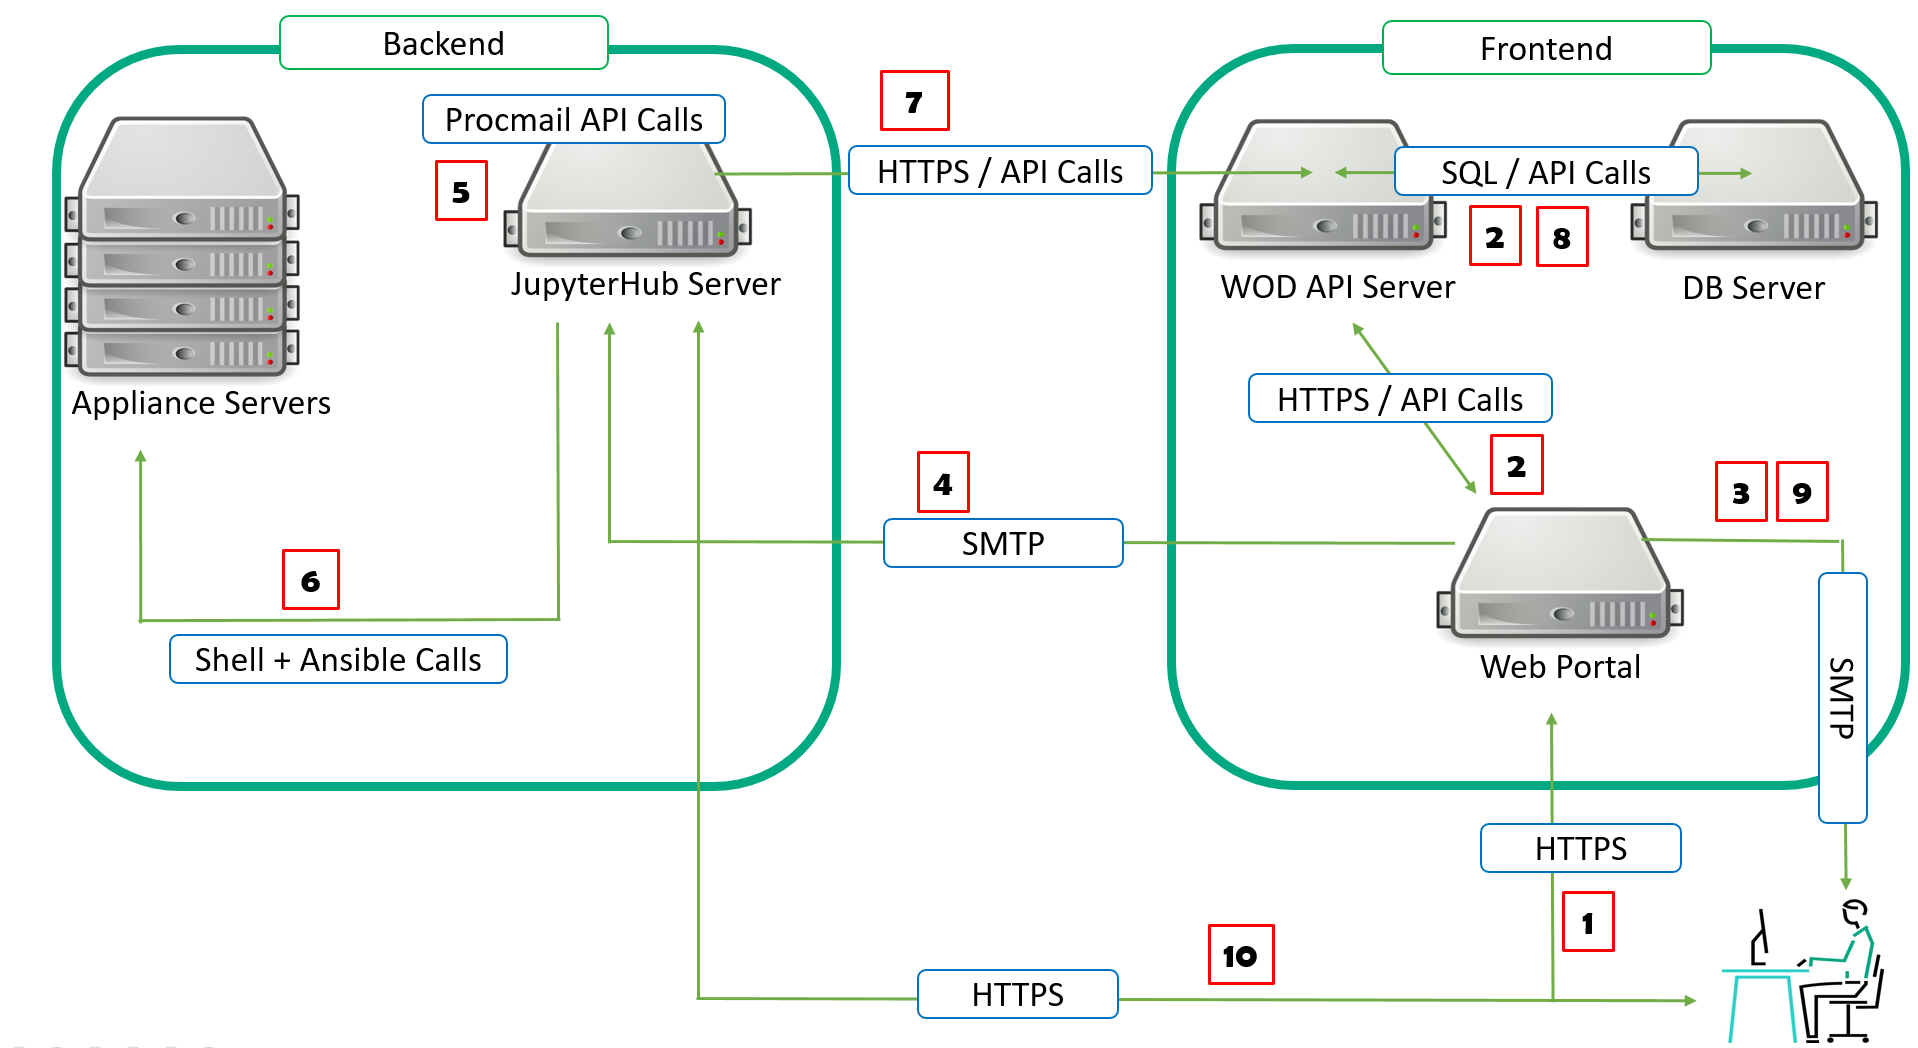 Backend
Frontend
Procmail API Calls
7
5
HTTPS / API Calls
SQL / API Calls
2
8
JupyterHub Server
WOD API Server
DB Server
Appliance Servers
HTTPS / API Calls
2
4
3
9
SMTP
6
Shell + Ansible Calls
Web Portal
SMTP
HTTPS
1
10
HTTPS